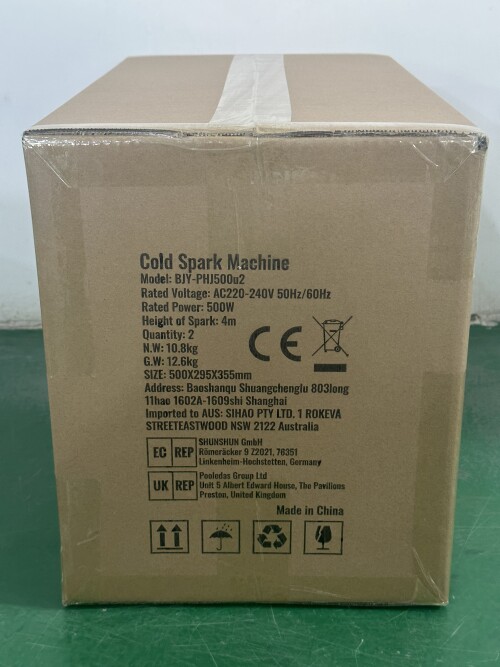 Cold Spark Machine
Model: BJY-PHJ500u2
Rated Voltage: AC220-240V 50Hz/60Hz
Rated Power: 500W
Height of Spark: 4m
Quantity: 2
N.W: 10.8kg
G.W: 12.6kg
SIZE: 500X295X355mm
Address: Baoshanqu Shuangchenglu 803long
11hao 1602A-1609shi Shanghai
Imported to AUS: SIHAO PTY LTD. 1 ROKEVA
STREETEASTWOOD NSW 2122 Australia
CE
EC REP
SHUNSHUN GmbH
Römeräcker 9 Z2021, 76351
Linkenheim-Hochstetten, Germany
UK REP
Pooledas Group Ltd
Unit 5 Albert Edward House, The Pavilions
Preston, United Kingdom
Made in China